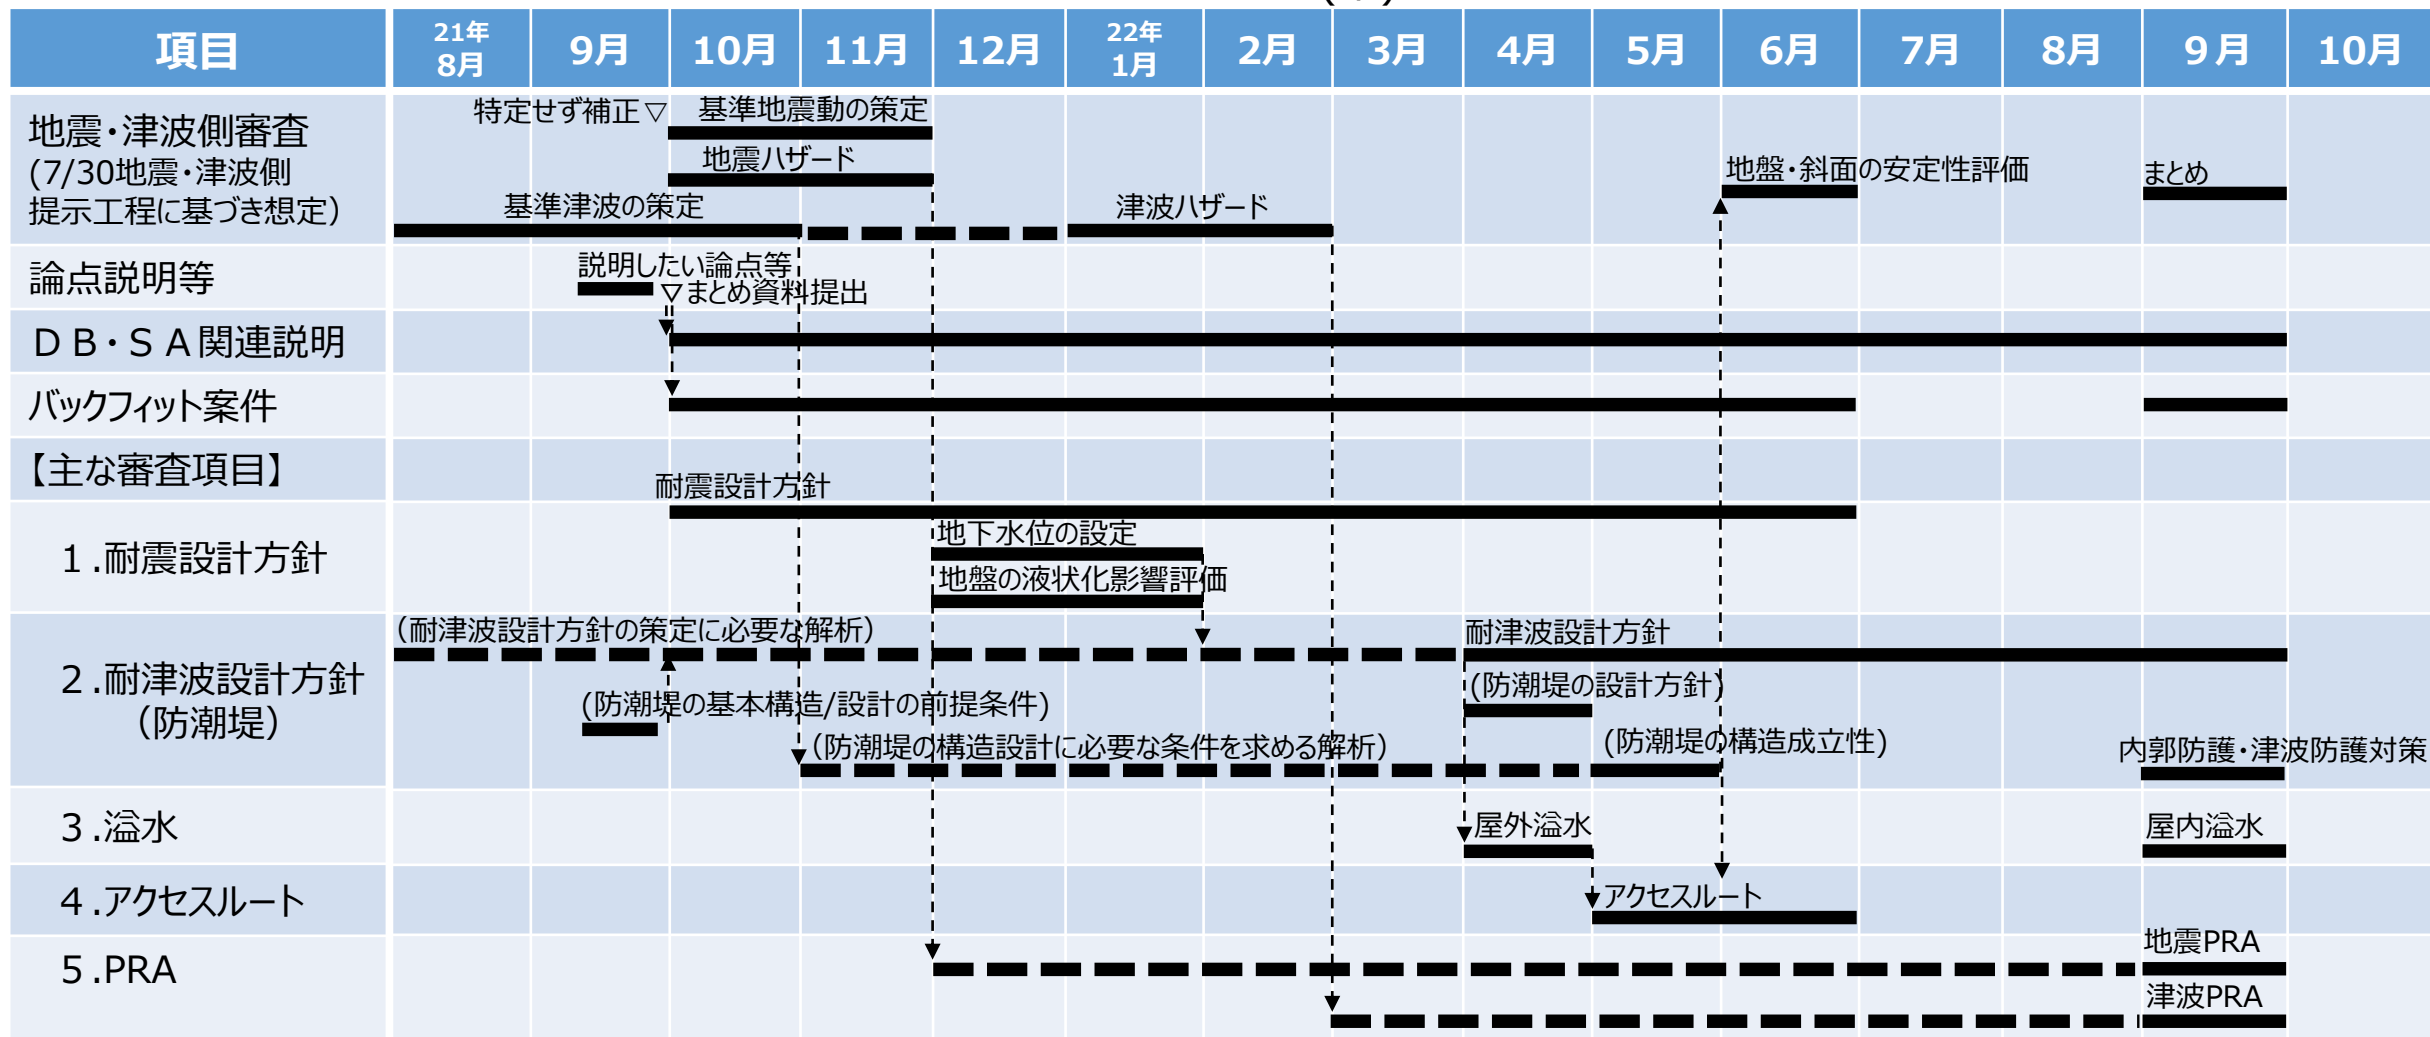 項目
21年
8月
9月
10月
11月
12月
22年
1月
2月
3月
4月
5月
6月
7月
8月
9月
10月
地震・津波側審査
(7/30地震・津波側
提示工程に基づき想定）
特定せず補正▽
基準地震動の策定
地震ハザード
基準津波の策定
津波ハザード
地盤・斜面の安定性評価
まとめ
論点説明等
説明したい論点等
▽まとめ資料提出
ＤＢ・ＳＡ関連説明
バックフィット案件
【主な審査項目】
耐震設計方針
１.耐震設計方針
地下水位の設定
地盤の液状化影響評価
２.耐津波設計方針
（防潮堤）
（耐津波設計方針の策定に必要な解析）
耐津波設計方針
(防潮堤の基本構造/設計の前提条件)
(防潮堤の設計方針)
（防潮堤の構造設計に必要な条件を求める解析）
(防潮堤の構造成立性)
内郭防護・津波防護対策
３.溢水
屋外溢水
屋内溢水
４.アクセスルート
アクセスルート
５.PRA
地震PRA
津波PRA